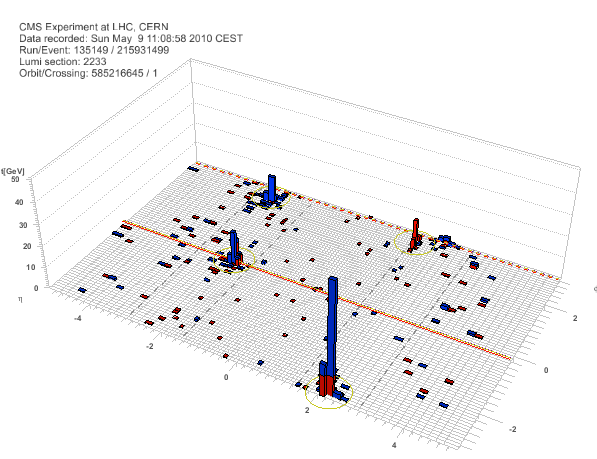 CMS Experiment at LHC, CERN
Data recorded: Sun May 9 11:08:58 2010 CEST
Run/Event: 135149 / 215931499
Lumi section: 2233
Orbit/Crossing: 585216645 / 1
t[GeV]
50
40
30
20
10
0
η
-4
-2
0
2
4
-2
0
2